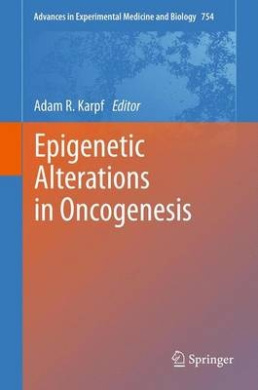 Advances in Experimental Medicine and Biology 754
Adam R. Karpf Editor
Epigenetic
Alterations
in Oncogenesis
Springer